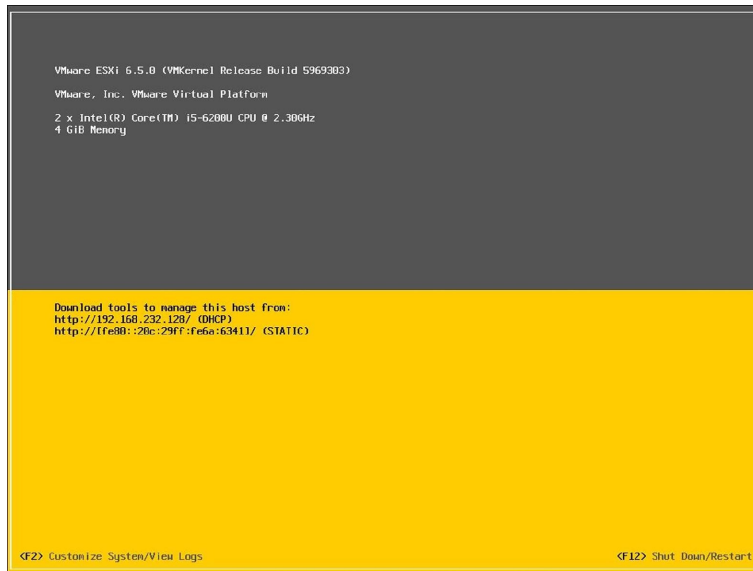 VMware ESXi 6.5.0 (VMKernel Release Build 5969303)
VMware, Inc. VMware Virtual Platform
2 x Intel(R) Core(TM) i5-6200U CPU @ 2.30GHz
4 GiB Memory
Download tools to manage this host from:
http://192.168.232.128/ (DHCP)
http://[fe80::20c:29ff:fe6a:6341]/ (STATIC)
<F2> Customize System/View Logs
<F12> Shut Down/Restart